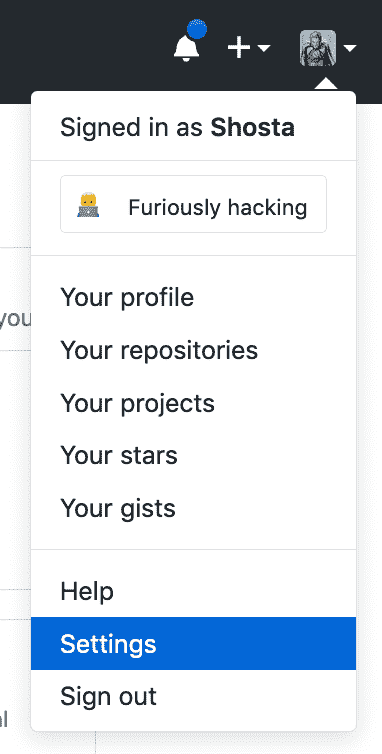 Signed in as Shosta
Furiously hacking
Your profile
you
Your repositories
Your projects
Your stars
Your gists
Help
Settings
Sign out